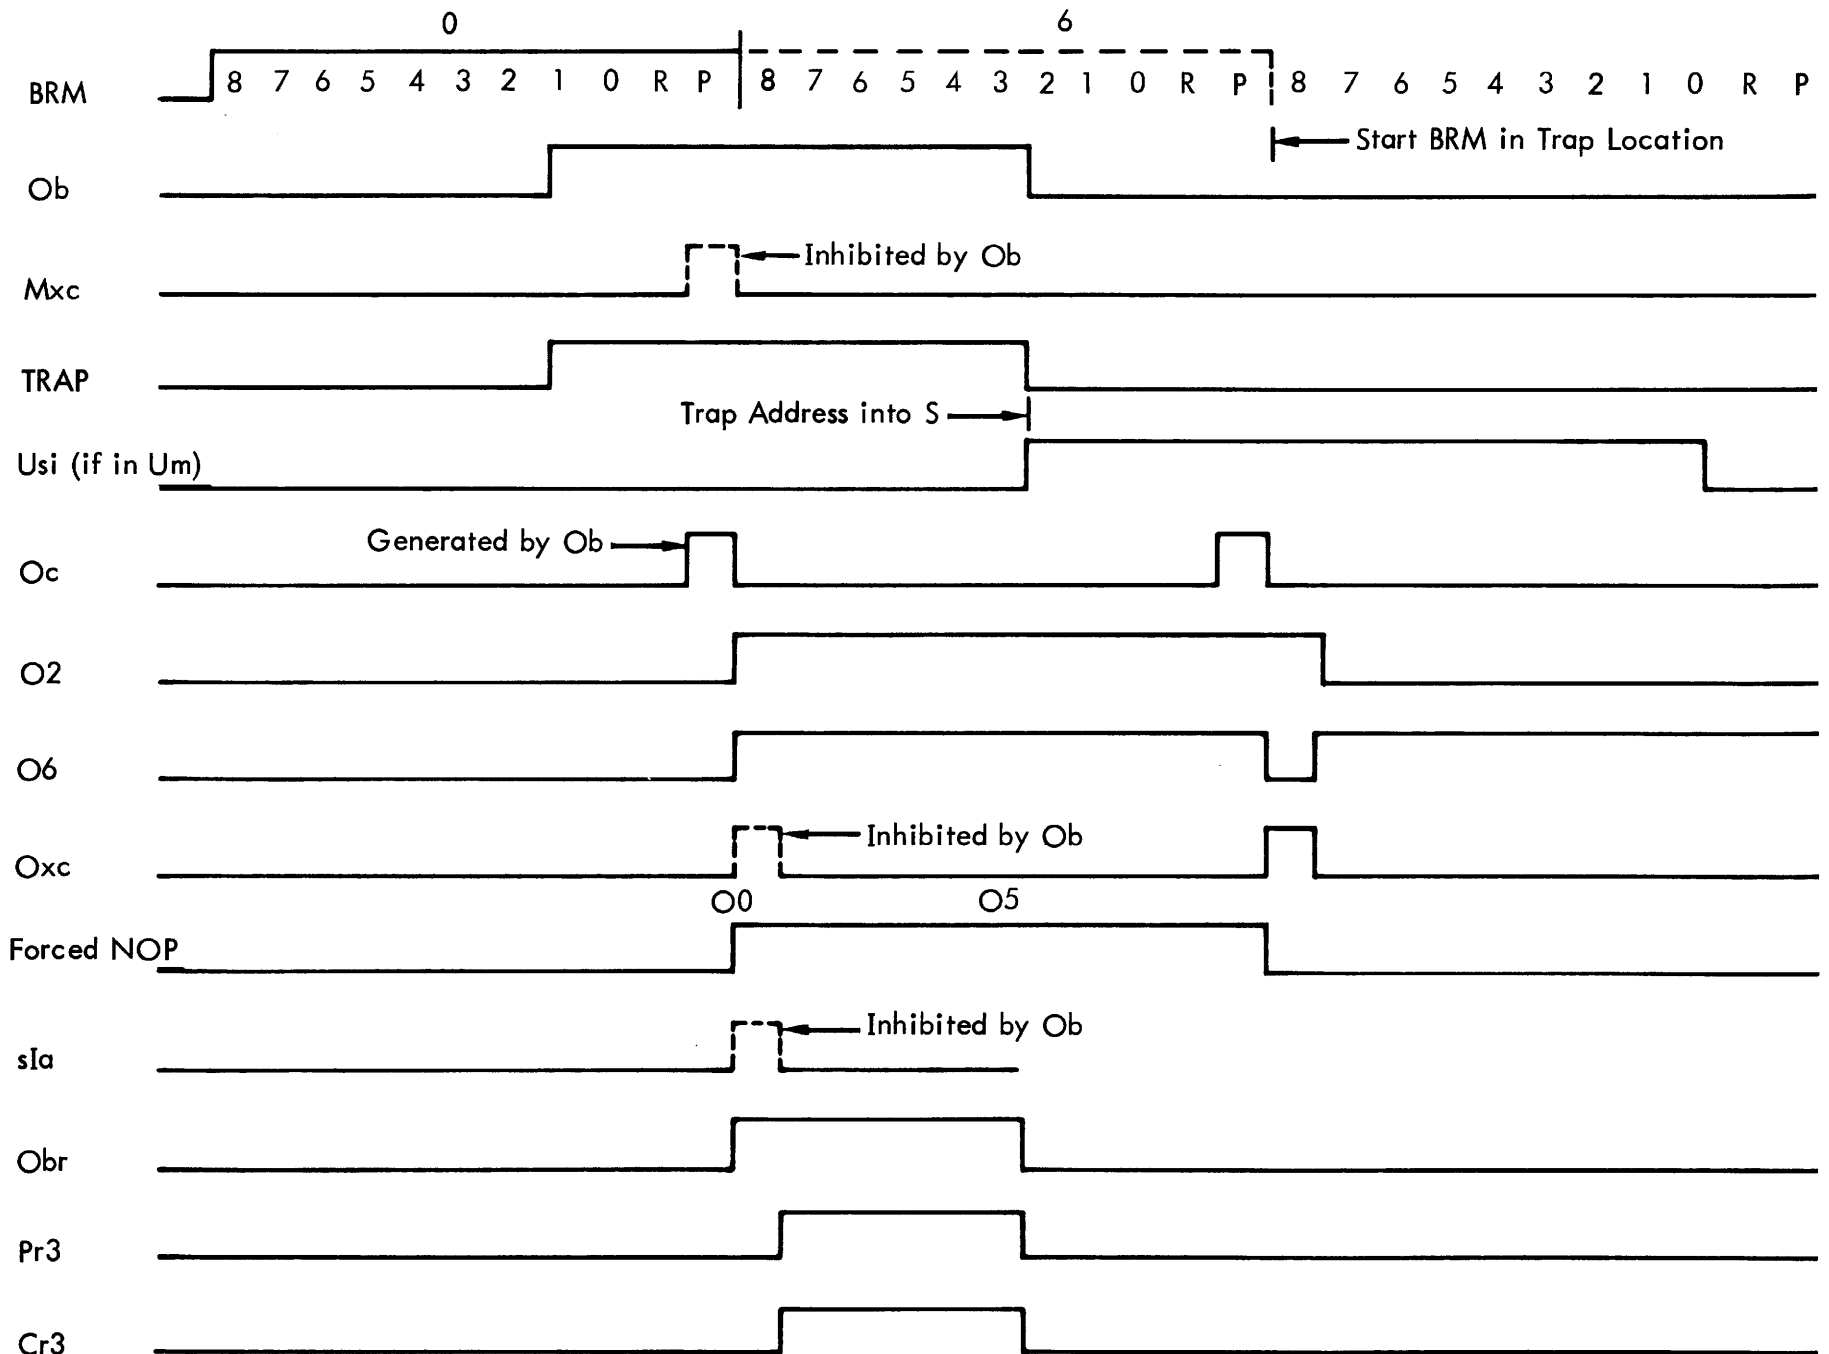 0 6
BRM 8 7 6 5 4 3 2 1 0 R P 8 7 6 5 4 3 2 1 0 R P 8 7 6 5 4 3 2 1 0 R P
Start BRM in Trap Location
Ob
Inhibited by Ob
Mxc
TRAP
Trap Address into S
Usi (if in Um)
Generated by Ob
Oc
O2
O6
Inhibited by Ob
Oxc
O0 O5
Forced NOP
Inhibited by Ob
sIa
Obr
Pr3
Cr3